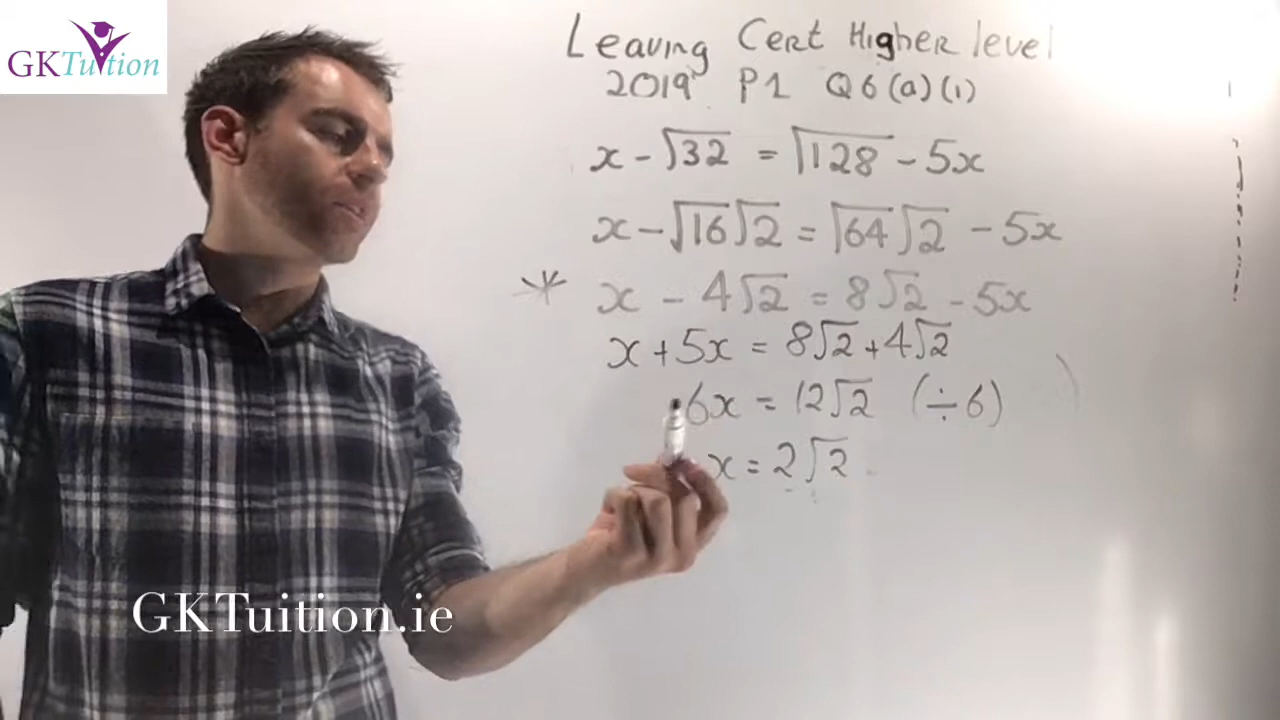 GKTuition
Leaving Cert Higher level
2019 P1 Q6(a)(i)
x - √32 = √128 - 5x
x - √16√2 = √64√2 - 5x
* x - 4√2 = 8√2 - 5x
x + 5x = 8√2 + 4√2
6x = 12√2 (÷6)
x = 2√2
GKTuition.ie